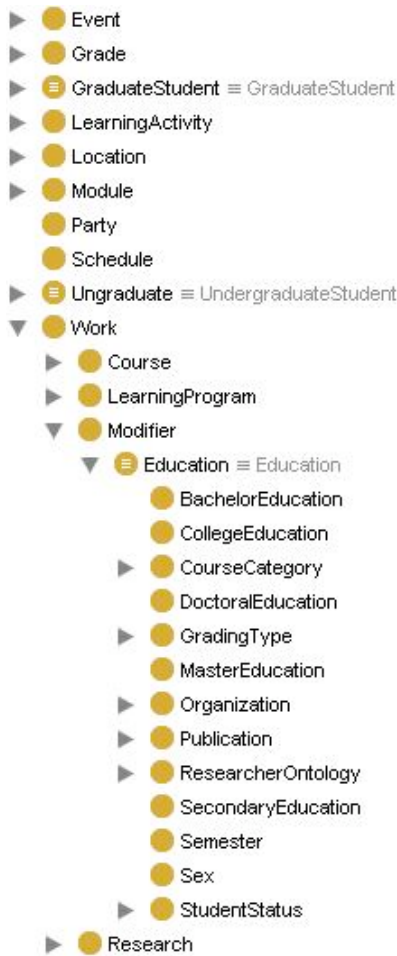 Event
Grade
GraduateStudent ≡ GraduateStudent
LearningActivity
Location
Module
Party
Schedule
Ungraduate ≡ UndergraduateStudent
Work
Course
LearningProgram
Modifier
Education ≡ Education
BachelorEducation
CollegeEducation
CourseCategory
DoctoralEducation
GradingType
MasterEducation
Organization
Publication
ResearcherOntology
SecondaryEducation
Semester
Sex
StudentStatus
Research